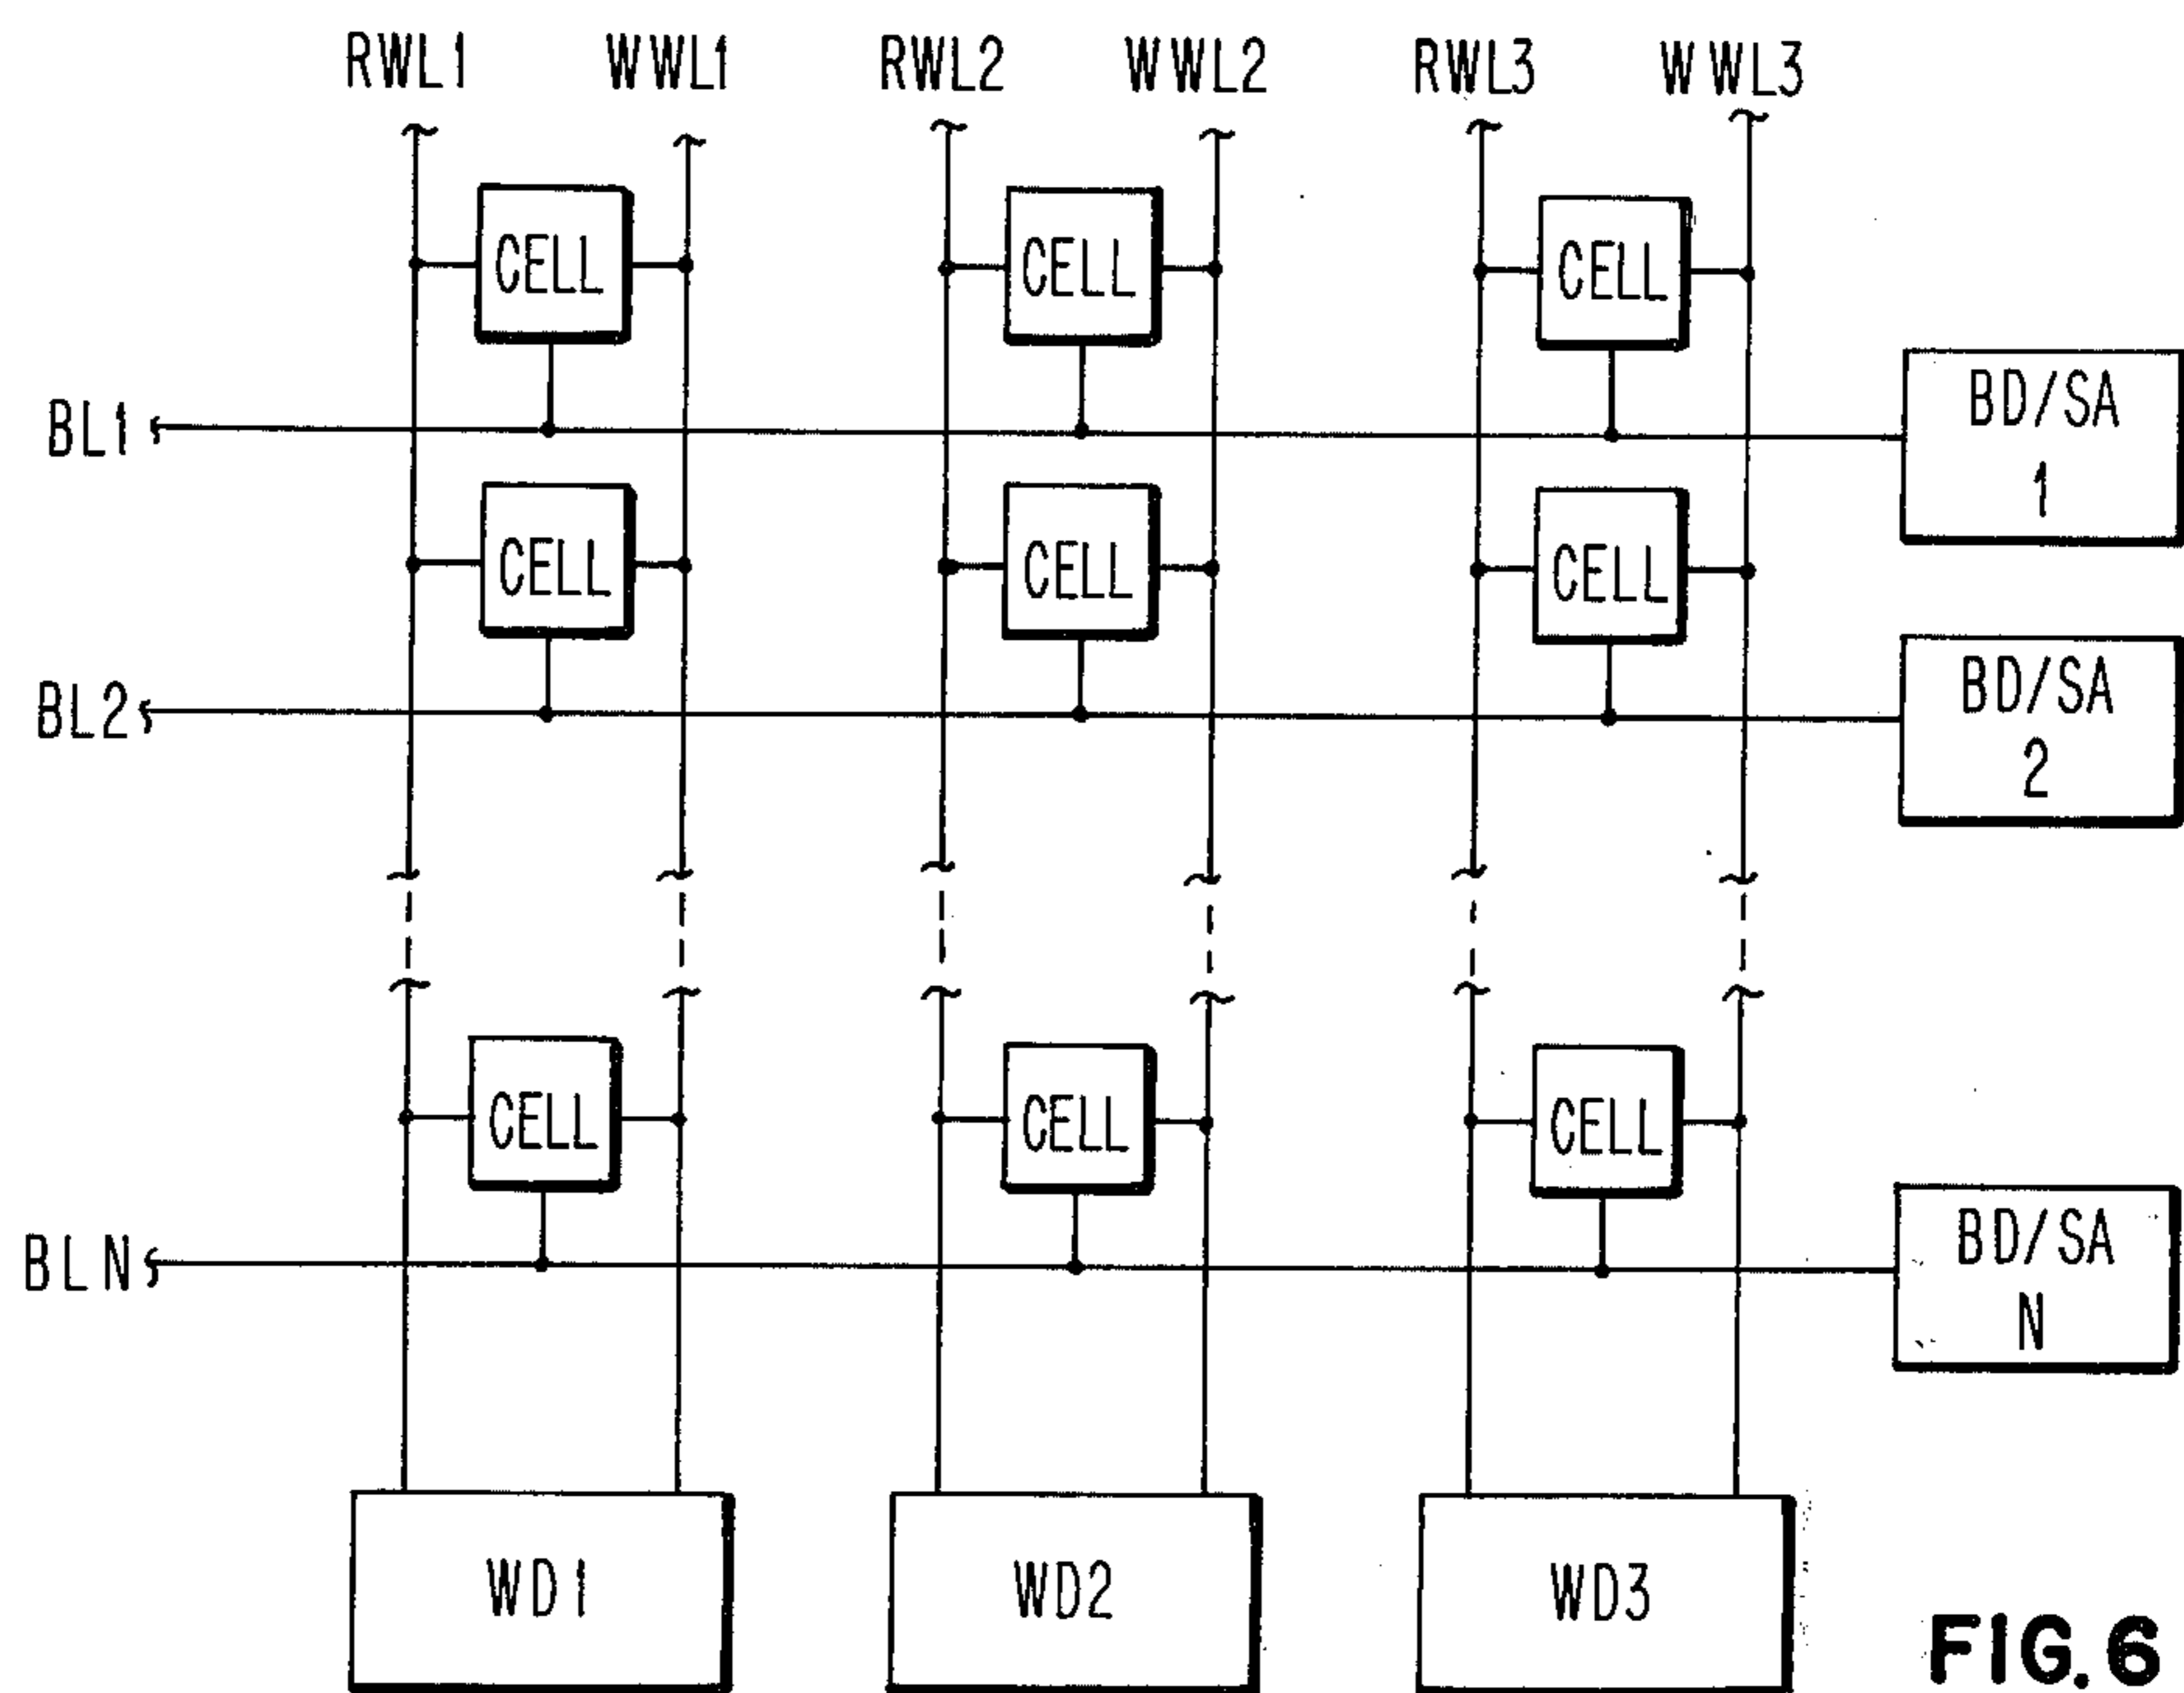 RWL1 WWL1 RWL2 WWL2 RWL3 WWL3
CELL CELL CELL
BL1
BD/SA
1
CELL CELL CELL
BL2
BD/SA
2
CELL CELL CELL
BLN
BD/SA
N
WD1 WD2 WD3
FIG. 6